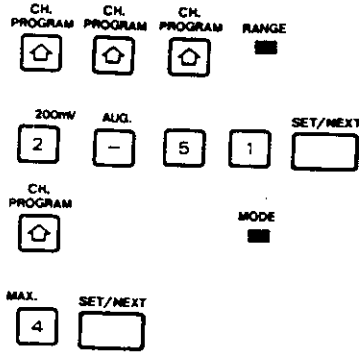 CH. CH. CH.
PROGRAM PROGRAM PROGRAM RANGE
200mV AUG. SET/NEXT
2 — 5 1
CH.
PROGRAM
MODE
MAX. SET/NEXT
4